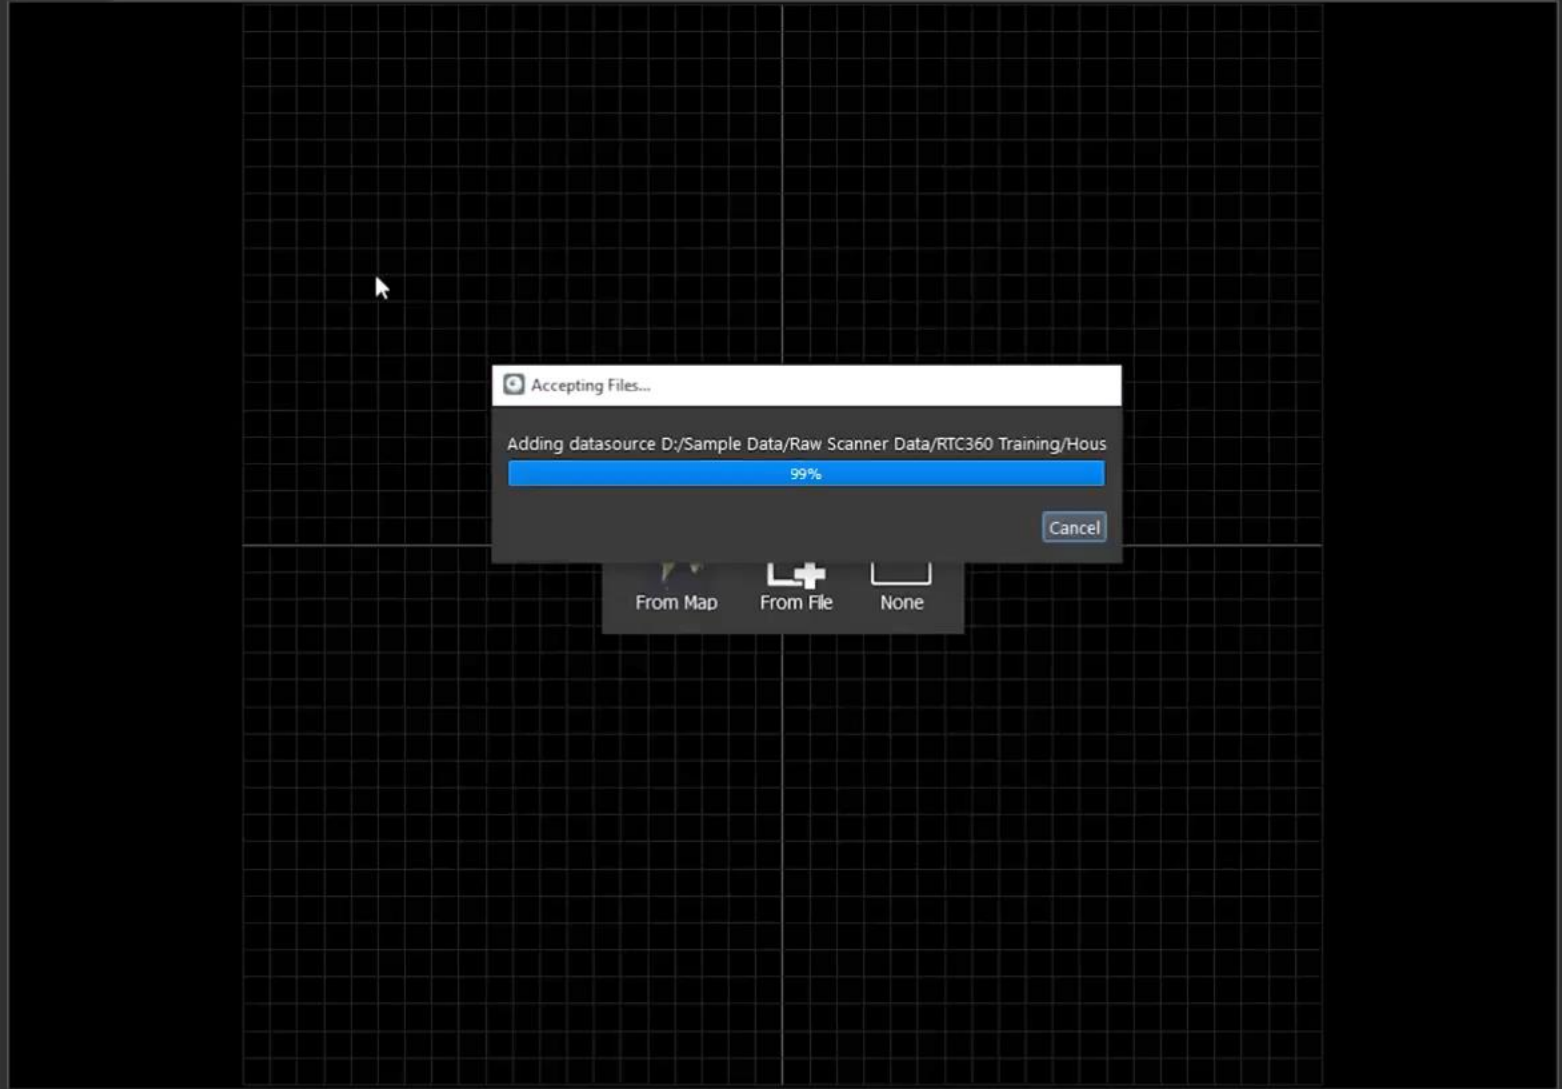 Accepting Files...
Adding datasource D:/Sample Data/Raw Scanner Data/RTC360 Training/Hous
99%
Cancel
From Map From File None